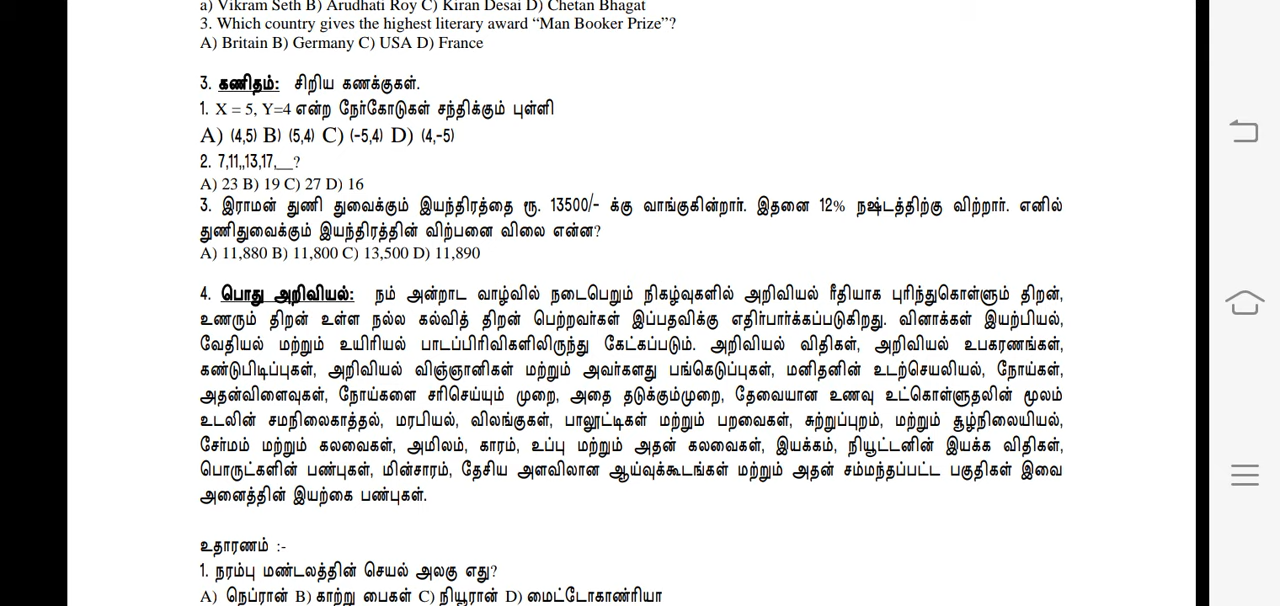 a) Vikram Seth B) Arudhati Roy C) Kiran Desai D) Chetan Bhagat
3. Which country gives the highest literary award “Man Booker Prize”?
A) Britain B) Germany C) USA D) France
3. கணிதம்: சிறிய கணக்குகள்.
1. X = 5, Y=4 என்ற நேர்கோடுகள் சந்திக்கும் புள்ளி
A) (4,5) B) (5,4) C) (-5,4) D) (4,-5)
2. 7,11,,13,17,__?
A) 23 B) 19 C) 27 D) 16
3. இராமன் துணி துவைக்கும் இயந்திரத்தை ரூ. 13500/- க்கு வாங்குகின்றார். இதனை 12% நஷ்டத்திற்கு விற்றார். எனில்
துணிதுவைக்கும் இயந்திரத்தின் விற்பனை விலை என்ன?
A) 11,880 B) 11,800 C) 13,500 D) 11,890
4. பொது அறிவியல்: நம் அன்றாட வாழ்வில் நடைபெறும் நிகழ்வுகளில் அறிவியல் ரீதியாக புரிந்துகொள்ளும் திறன்,
உணரும் திறன் உள்ள நல்ல கல்வித் திறன் பெற்றவர்கள் இப்பதவிக்கு எதிர்பார்க்கப்படுகிறது. வினாக்கள் இயற்பியல்,
வேதியல் மற்றும் உயிரியல் பாடப்பிரிவிகளிலிருந்து கேட்கப்படும். அறிவியல் விதிகள், அறிவியல் உபகரணங்கள்,
கண்டுபிடிப்புகள், அறிவியல் விஞ்ஞானிகள் மற்றும் அவர்களது பங்கெடுப்புகள், மனிதனின் உடற்செயலியல், நோய்கள்,
அதன்விளைவுகள், நோய்களை சரிசெய்யும் முறை, அதை தடுக்கும்முறை, தேவையான உணவு உட்கொள்ளுதலின் மூலம்
உடலின் சமநிலைகாத்தல், மரபியல், விலங்குகள், பாலூட்டிகள் மற்றும் பறவைகள், சுற்றுப்புறம், மற்றும் சூழ்நிலையியல்,
சேர்மம் மற்றும் கலவைகள், அமிலம், காரம், உப்பு மற்றும் அதன் கலவைகள், இயக்கம், நியூட்டனின் இயக்க விதிகள்,
பொருட்களின் பண்புகள், மின்சாரம், தேசிய அளவிலான ஆய்வுக்கூடங்கள் மற்றும் அதன் சம்மந்தப்பட்ட பகுதிகள் இவை
அனைத்தின் இயற்கை பண்புகள்.
உதாரணம் :-
1. நரம்பு மண்டலத்தின் செயல் அலகு எது?
A) நெப்ரான் B) காற்று பைகள் C) நியூரான் D) மைட்டோகாண்ரியா